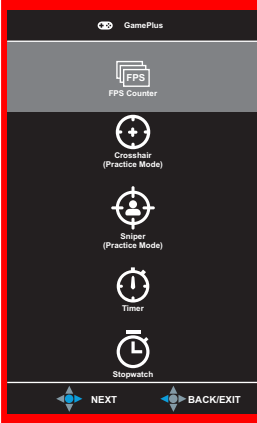 GamePlus
FPS
FPS Counter
Crosshair
(Practice Mode)
Sniper
(Practice Mode)
Timer
Stopwatch
NEXT BACK/EXIT